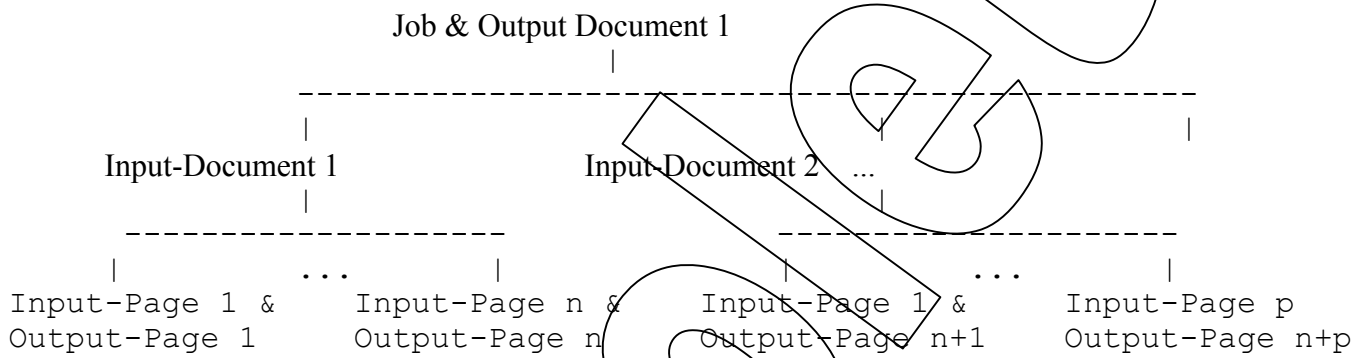 Job & Output Document 1
|
-----------------------------------------------
| | |
Input-Document 1 Input-Document 2 ...
| |
-------------------- ---------------------
| ... | | ... |
Input-Page 1 & Input-Page n & Input-Page 1 & Input-Page p
Output-Page 1 Output-Page n Output-Page n+1 Output-Page n+p